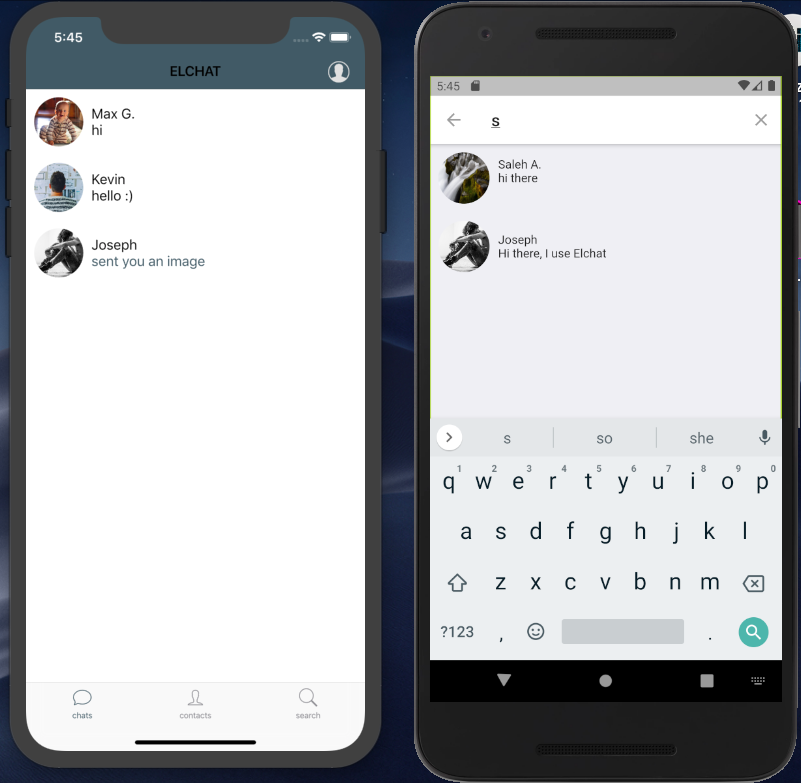 5:45
ELCHAT
Max G.
hi
Kevin
hello :)
Joseph
sent you an image
chats
contacts
search
5:45
s
Saleh A.
hi there
Joseph
Hi there, I use Elchat
s so she
1 2 3 4 5 6 7 8 9 0
q w e r t y u i o p
a s d f g h j k l
z x c v b n m
?123 , .